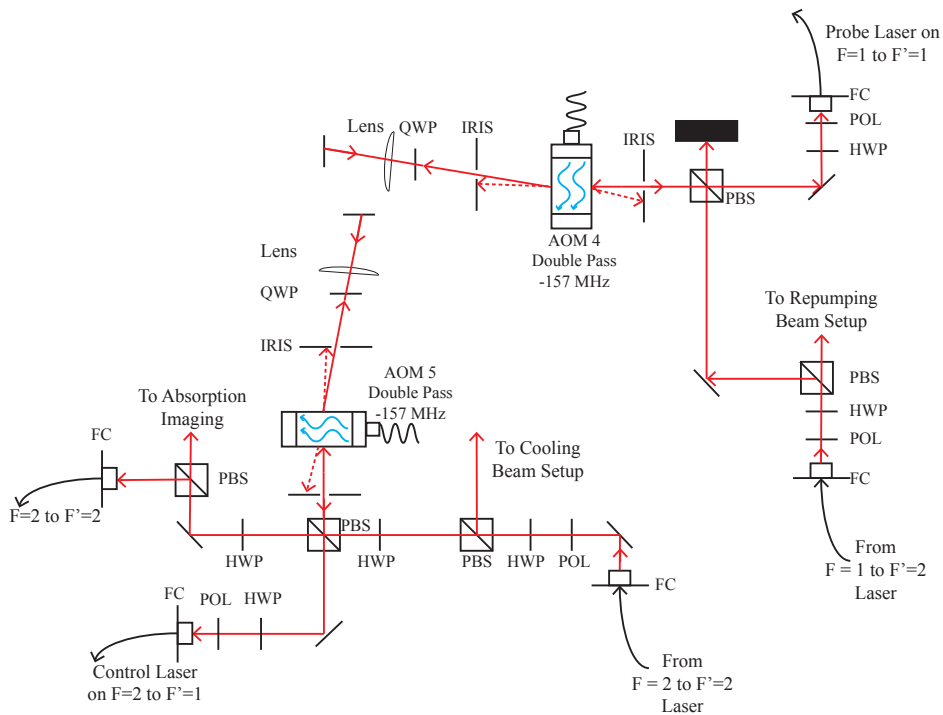 Probe Laser on
F=1 to F'=1
FC
POL
HWP
Lens
QWP
IRIS
IRIS
PBS
AOM 4
Double Pass
-157 MHz
Lens
QWP
IRIS
To Repumping
Beam Setup
PBS
HWP
POL
FC
AOM 5
Double Pass
-157 MHz
To Absorption
Imaging
FC
PBS
F=2 to F'=2
To Cooling
Beam Setup
PBS
HWP
HWP
PBS
HWP
POL
FC
From
F = 1 to F'=2
Laser
FC
POL
HWP
Control Laser
on F=2 to F'=1
From
F = 2 to F'=2
Laser